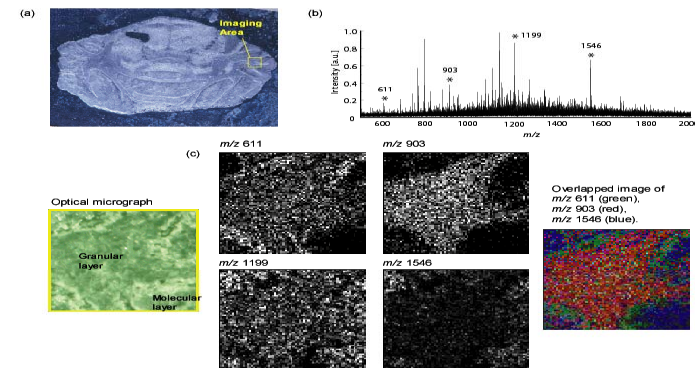 (a)
Imaging
Area
(b)
Intensity [a.u.]
1.0
0.8
0.6
0.4
0.2
0
611
903
1199
1546
600 800 1000 1200 1400 1600 1800 2000
m/z
(c)
Optical micrograph
Granular
layer
Molecular
layer
m/z 611
m/z 903
m/z 1199
m/z 1546
Overlapped image of
m/z 611 (green),
m/z 903 (red),
m/z 1546 (blue).